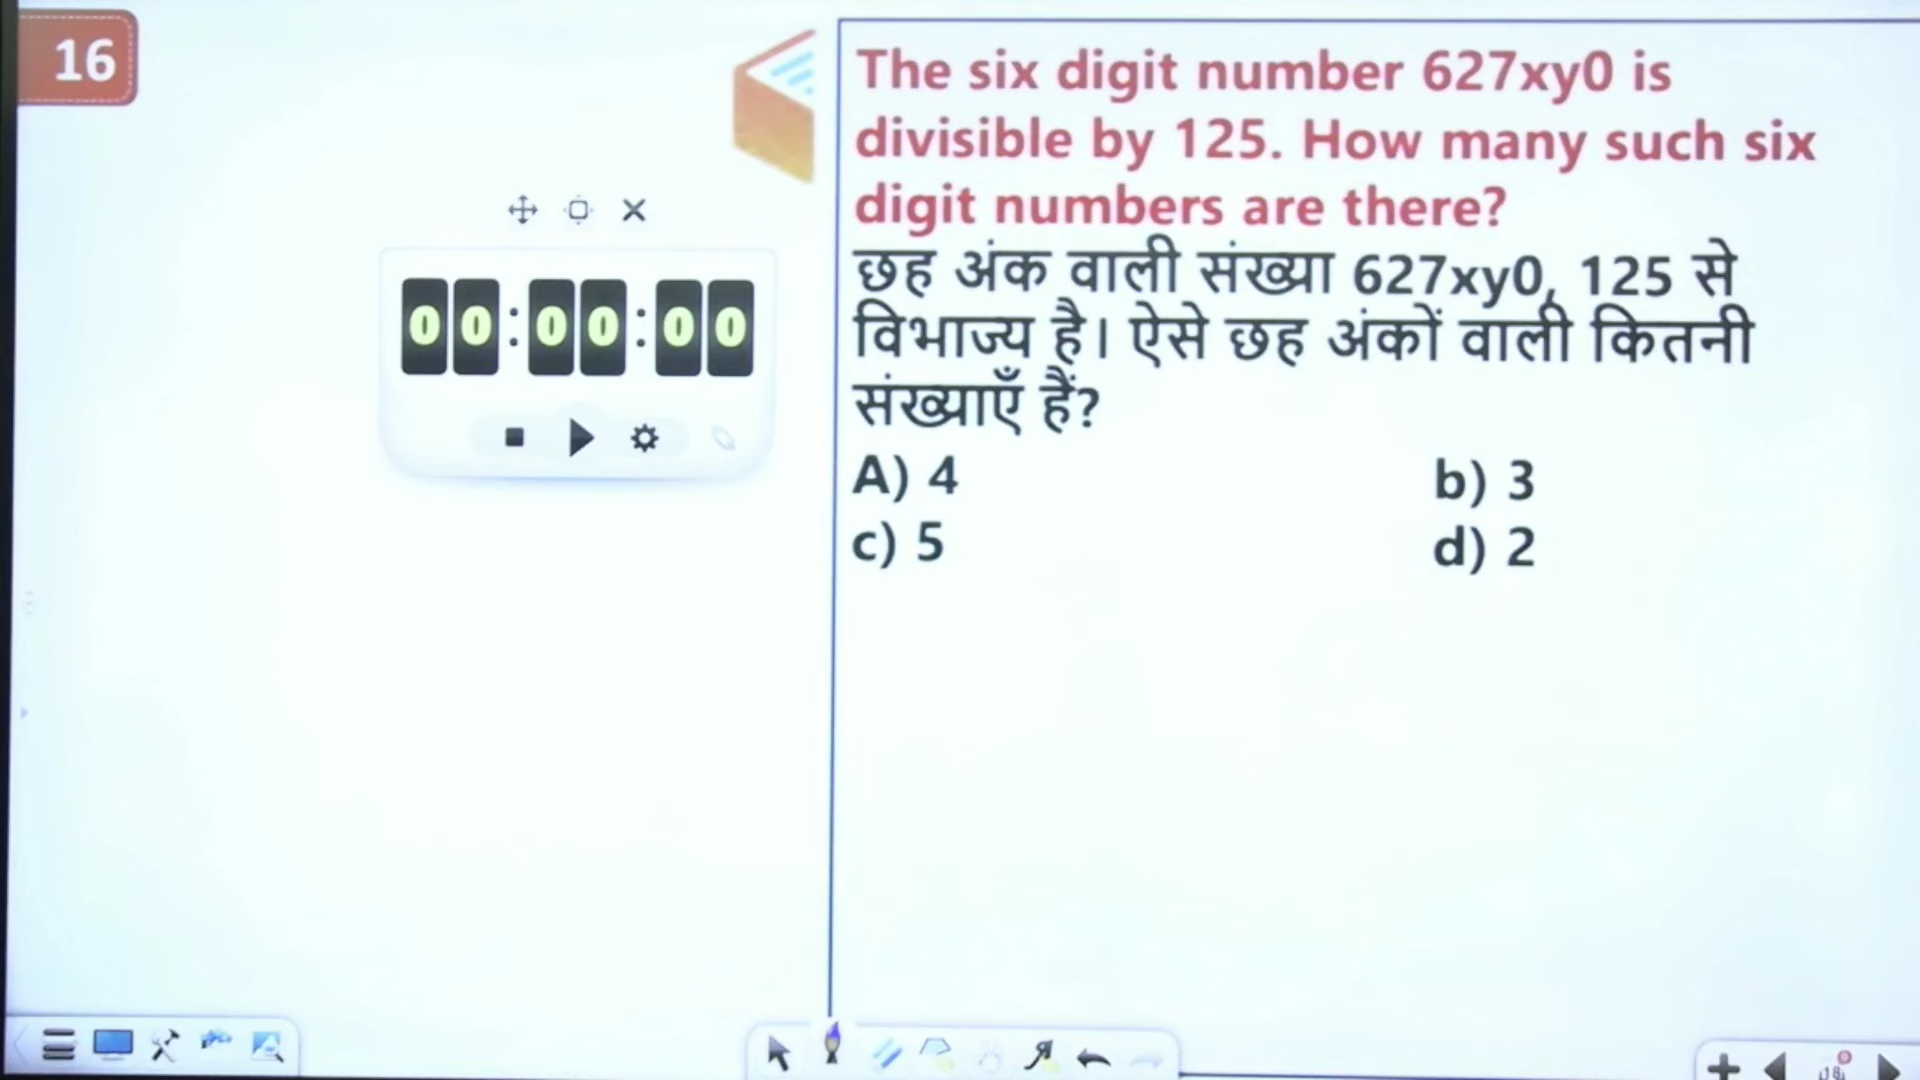 16
The six digit number 627xy0 is
divisible by 125. How many such six
digit numbers are there?
छह अंक वाली संख्या 627xy0, 125 से
विभाज्य है। ऐसे छह अंकों वाली कितनी
संख्याएँ हैं?
A) 4
b) 3
c) 5
d) 2
00:00:00
18